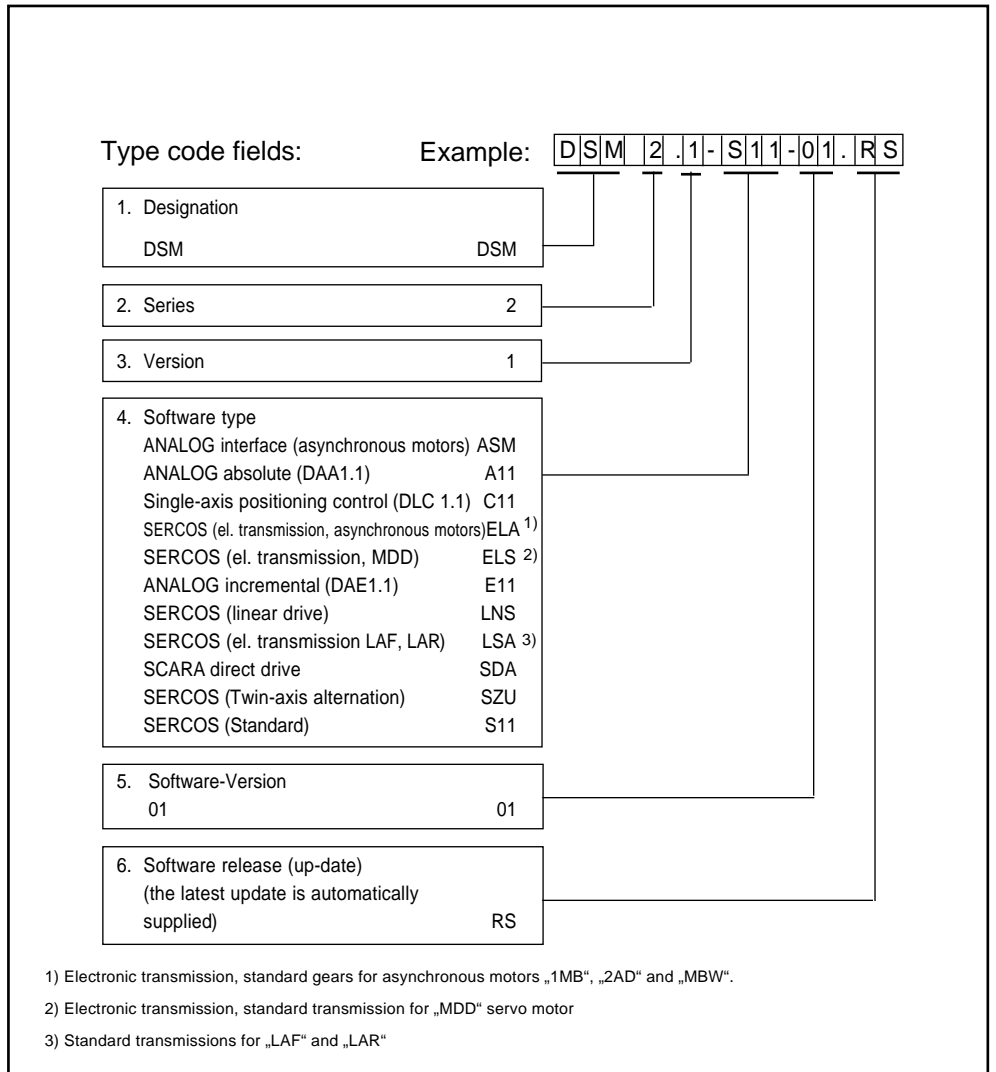 Type code fields: Example: DSM 2.1-S11-01.RS
1. Designation
DSM DSM
2. Series 2
3. Version 1
4. Software type
ANALOG interface (asynchronous motors) ASM
ANALOG absolute (DAA1.1) A11
Single-axis positioning control (DLC 1.1) C11
SERCOS (el. transmission, asynchronous motors)ELA 1)
SERCOS (el. transmission, MDD) ELS 2)
ANALOG incremental (DAE1.1) E11
SERCOS (linear drive) LNS
SERCOS (el. transmission LAF, LAR) LSA 3)
SCARA direct drive SDA
SERCOS (Twin-axis alternation) SZU
SERCOS (Standard) S11
5. Software-Version
01 01
6. Software release (up-date)
(the latest update is automatically
supplied) RS
1) Electronic transmission, standard gears for asynchronous motors „1MB“, „2AD“ and „MBW“.
2) Electronic transmission, standard transmission for „MDD“ servo motor
3) Standard transmissions for „LAF“ and „LAR“